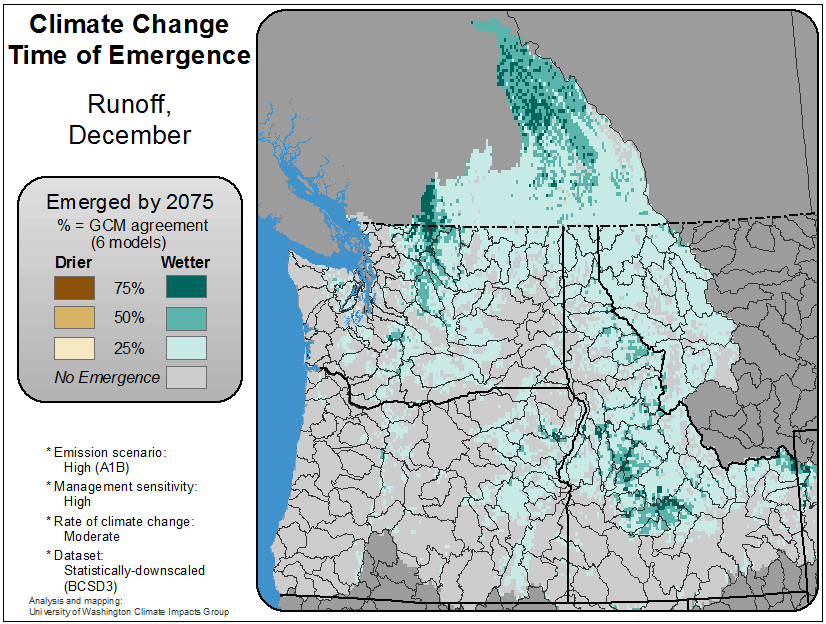 Climate Change
Time of Emergence
Runoff,
December
Emerged by 2075
% = GCM agreement
(6 models)
Drier Wetter
75%
50%
25%
No Emergence
* Emission scenario:
High (A1B)
* Management sensitivity:
High
* Rate of climate change:
Moderate
* Dataset:
Statistically-downscaled
(BCSD3)
Analysis and mapping:
University of Washington Climate Impacts Group